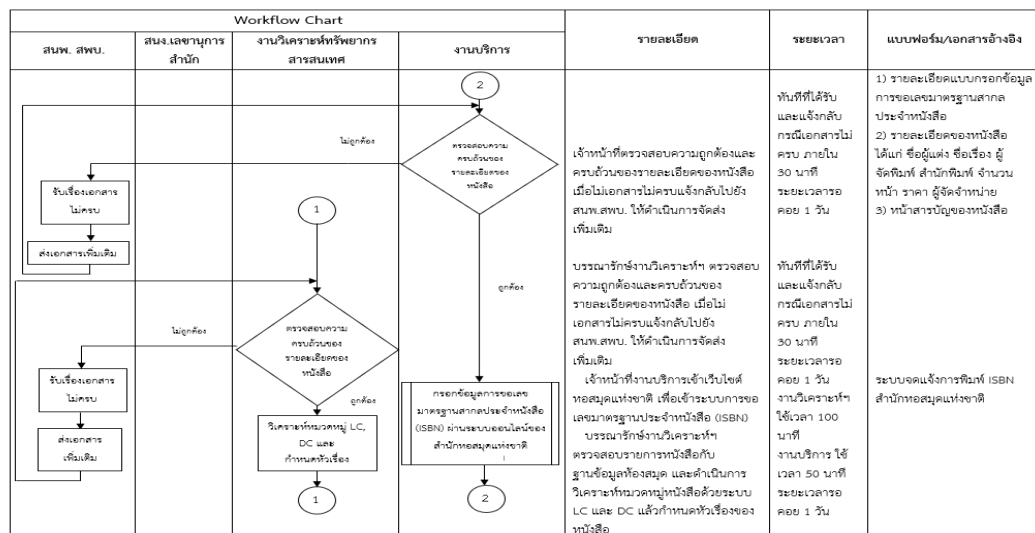 Workflow Chart
สนพ. สพบ.
สนง.เลขานุการ
สำนัก
งานวิเคราะห์ทรัพยากร
สารสนเทศ
งานบริการ
รายละเอียด
ระยะเวลา
แบบฟอร์ม/เอกสารอ้างอิง
2
ตรวจสอบความ
ครบถ้วนของ
รายละเอียดของ
หนังสือ
ไม่ถูกต้อง
รับเรื่องเอกสาร
ไม่ครบ
ส่งเอกสารเพิ่มเติม
1
ถูกต้อง
ตรวจสอบความ
ครบถ้วนของ
รายละเอียดของ
หนังสือ
ไม่ถูกต้อง
รับเรื่องเอกสาร
ไม่ครบ
ส่งเอกสาร
เพิ่มเติม
ถูกต้อง
วิเคราะห์หมวดหมู่ LC,
DC และ
กำหนดหัวเรื่อง
1
กรอกข้อมูลการขอเลข
มาตรฐานสากลประจำหนังสือ
(ISBN) ผ่านระบบออนไลน์ของ
สำนักหอสมุดแห่งชาติ
2
เจ้าหน้าที่ตรวจสอบความถูกต้องและ
ครบถ้วนของรายละเอียดของหนังสือ
เมื่อไม่เอกสารไม่ครบแจ้งกลับไปยัง
สนพ.สพบ. ให้ดำเนินการจัดส่ง
เพิ่มเติม
บรรณารักษ์งานวิเคราะห์ฯ ตรวจสอบ
ความถูกต้องและครบถ้วนของ
รายละเอียดของหนังสือ เมื่อไม่
เอกสารไม่ครบแจ้งกลับไปยัง
สนพ.สพบ. ให้ดำเนินการจัดส่ง
เพิ่มเติม
เจ้าหน้าที่งานบริการเข้าเว็บไซต์
หอสมุดแห่งชาติ เพื่อเข้าระบบการขอ
เลขมาตรฐานประจำหนังสือ (ISBN)
บรรณารักษ์งานวิเคราะห์ฯ
ตรวจสอบรายการหนังสือกับ
ฐานข้อมูลห้องสมุด และดำเนินการ
วิเคราะห์หมวดหมู่หนังสือด้วยระบบ
LC และ DC แล้วกำหนดหัวเรื่องของ
หนังสือ
ทันทีที่ได้รับ
และแจ้งกลับ
กรณีเอกสารไม่
ครบ ภายใน
30 นาที
ระยะเวลารอ
คอย 1 วัน
ทันทีที่ได้รับ
และแจ้งกลับ
กรณีเอกสารไม่
ครบ ภายใน
30 นาที
ระยะเวลารอ
คอย 1 วัน
งานวิเคราะห์ฯ
ใช้เวลา 100
นาที
งานบริการ ใช้
เวลา 50 นาที
ระยะเวลารอ
คอย 1 วัน
1) รายละเอียดแบบกรอกข้อมูล
การขอเลขมาตรฐานสากล
ประจำหนังสือ
2) รายละเอียดของหนังสือ
ได้แก่ ชื่อผู้แต่ง ชื่อเรื่อง ผู้
จัดพิมพ์ สำนักพิมพ์ จำนวน
หน้า ราคา ผู้จัดจำหน่าย
3) หน้าสารบัญของหนังสือ
ระบบจดแจ้งการพิมพ์ ISBN
สำนักหอสมุดแห่งชาติ